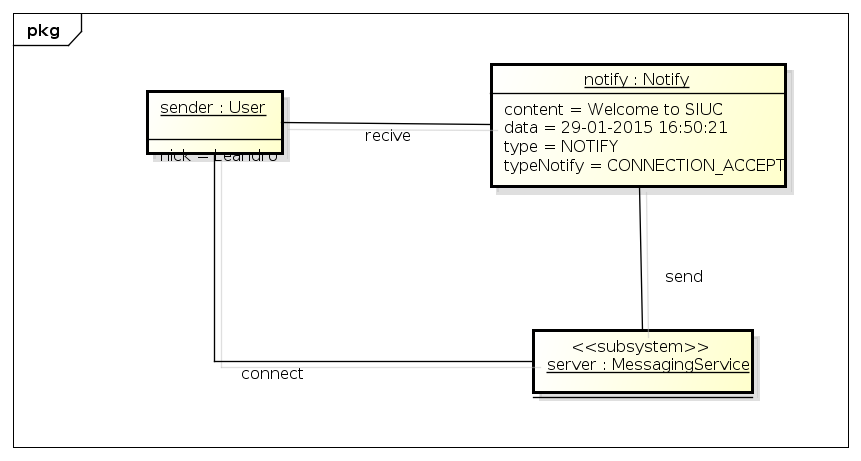 pkg
sender : User
nick = Leandro
recive
notify : Notify
content = Welcome to SIUC
data = 29-01-2015 16:50:21
type = NOTIFY
typeNotify = CONNECTION_ACCEPT
send
<<subsystem>>
server : MessagingService
connect